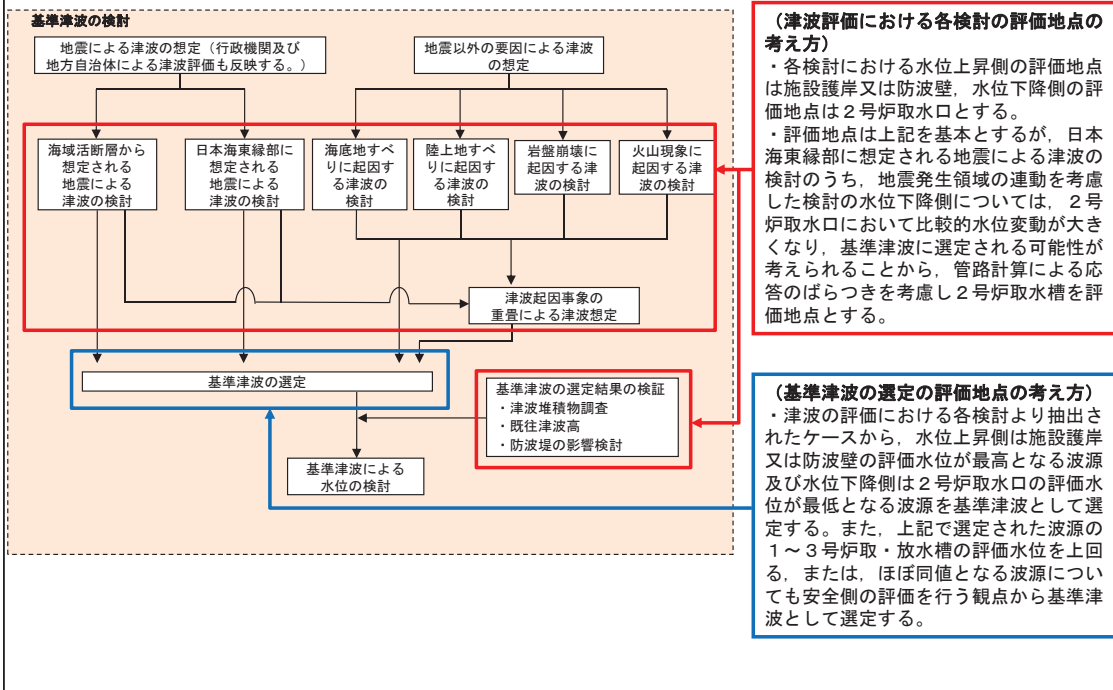 基準津波の検討
地震による津波の想定（行政機関及び
地方自治体による津波評価も反映する。）
地震以外の要因による津波
の想定
海域活断層から
想定される
地震による
津波の検討
日本海東縁部に
想定される
地震による
津波の検討
海底地すべ
りに起因す
る津波の
検討
陸上地すべ
りに起因す
る津波の
検討
岩盤崩壊に
起因する津
波の検討
火山現象に
起因する津
波の検討
津波起因事象の
重畳による津波想定
基準津波の選定
基準津波の選定結果の検証
・津波堆積物調査
・既往津波高
・防波堤の影響検討
基準津波による
水位の検討
（津波評価における各検討の評価地点の
考え方）
・各検討における水位上昇側の評価地点
は施設護岸又は防波壁，水位下降側の評
価地点は２号炉取水口とする。
・評価地点は上記を基本とするが，日本
海東縁部に想定される地震による津波の
検討のうち，地震発生領域の連動を考慮
した検討の水位下降側については，２号
炉取水口において比較的水位変動が大き
くなり，基準津波に選定される可能性が
考えられることから，管路計算による応
答のばらつきを考慮し２号炉取水槽を評
価地点とする。
（基準津波の選定の評価地点の考え方）
・津波の評価における各検討より抽出さ
れたケースから，水位上昇側は施設護岸
又は防波壁の評価水位が最高となる波源
及び水位下降側は２号炉取水口の評価水
位が最低となる波源を基準津波として選
定する。また，上記で選定された波源の
１～３号炉取・放水槽の評価水位を上回
る，または，ほぼ同値となる波源につい
ても安全側の評価を行う観点から基準津
波として選定する。